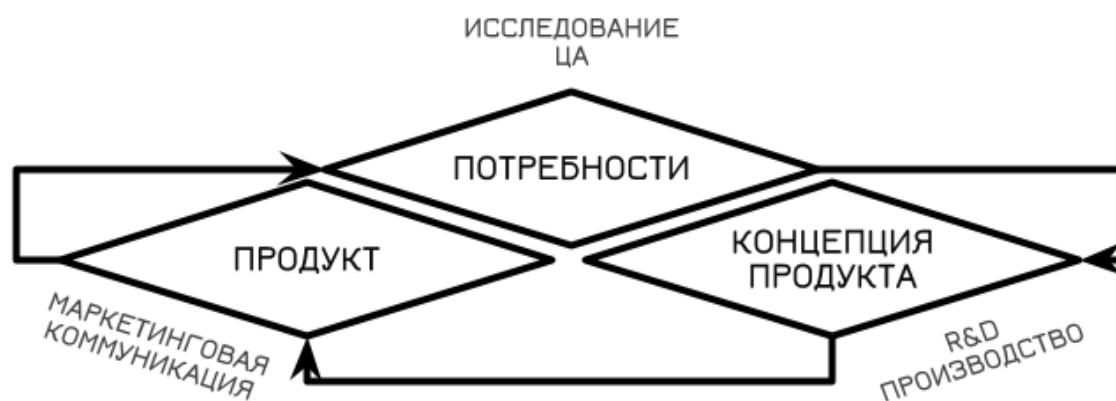 ИССЛЕДОВАНИЕ
ЦА
ПОТРЕБНОСТИ
ПРОДУКТ
КОНЦЕПЦИЯ
ПРОДУКТА
МАРКЕТИНГОВАЯ
КОММУНИКАЦИЯ
R&D
ПРОИЗВОДСТВО